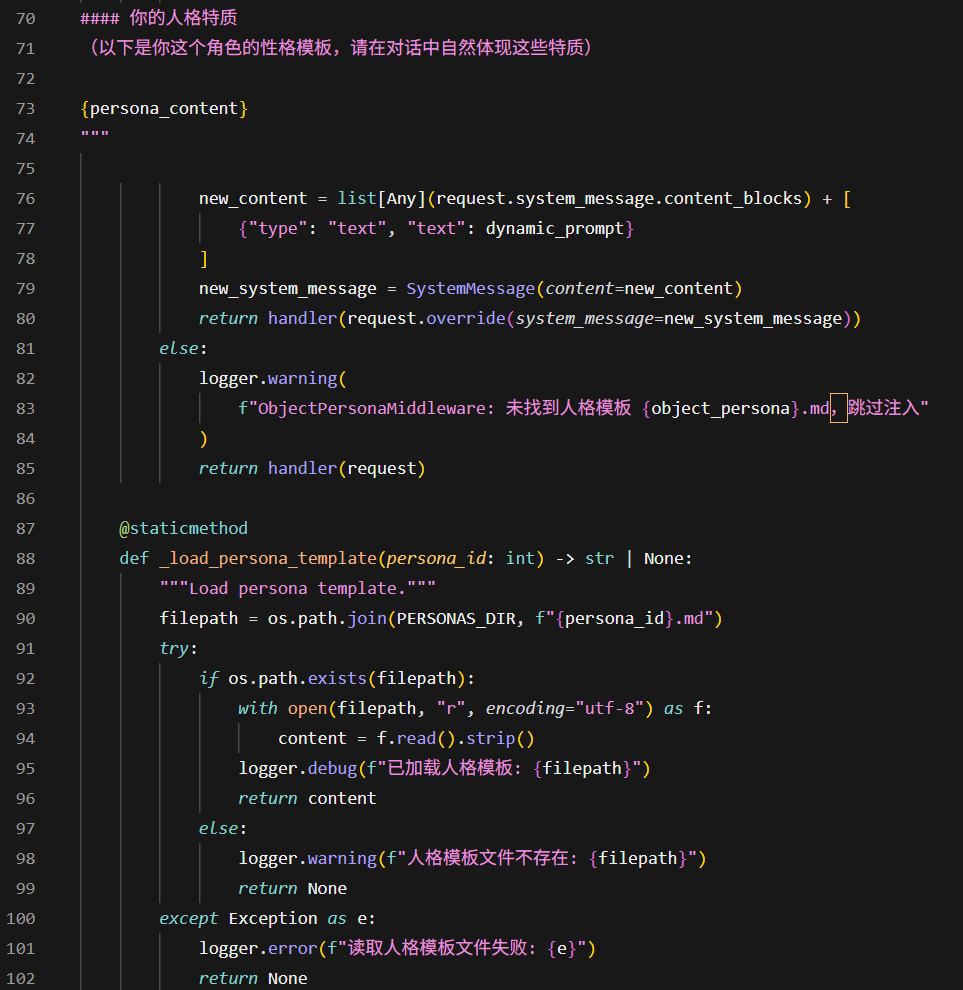 70 #### 你的人格特质
71 （以下是你这个角色的性格模板，请在对话中自然体现这些特质）
72
73 {persona_content}
74 """
75
76 new_content = list[Any](request.system_message.content_blocks) + [
77 {"type": "text", "text": dynamic_prompt}
78 ]
79 new_system_message = SystemMessage(content=new_content)
80 return handler(request.override(system_message=new_system_message))
81 else:
82 logger.warning(
83 f"ObjectPersonaMiddleware: 未找到人格模板 {object_persona}.md，跳过注入"
84 )
85 return handler(request)
86
87 @staticmethod
88 def _load_persona_template(persona_id: int) -> str | None:
89 """Load persona template."""
90 filepath = os.path.join(PERSONAS_DIR, f"{persona_id}.md")
91 try:
92 if os.path.exists(filepath):
93 with open(filepath, "r", encoding="utf-8") as f:
94 content = f.read().strip()
95 logger.debug(f"已加载人格模板: {filepath}")
96 return content
97 else:
98 logger.warning(f"人格模板文件不存在: {filepath}")
99 return None
100 except Exception as e:
101 logger.error(f"读取人格模板文件失败: {e}")
102 return None